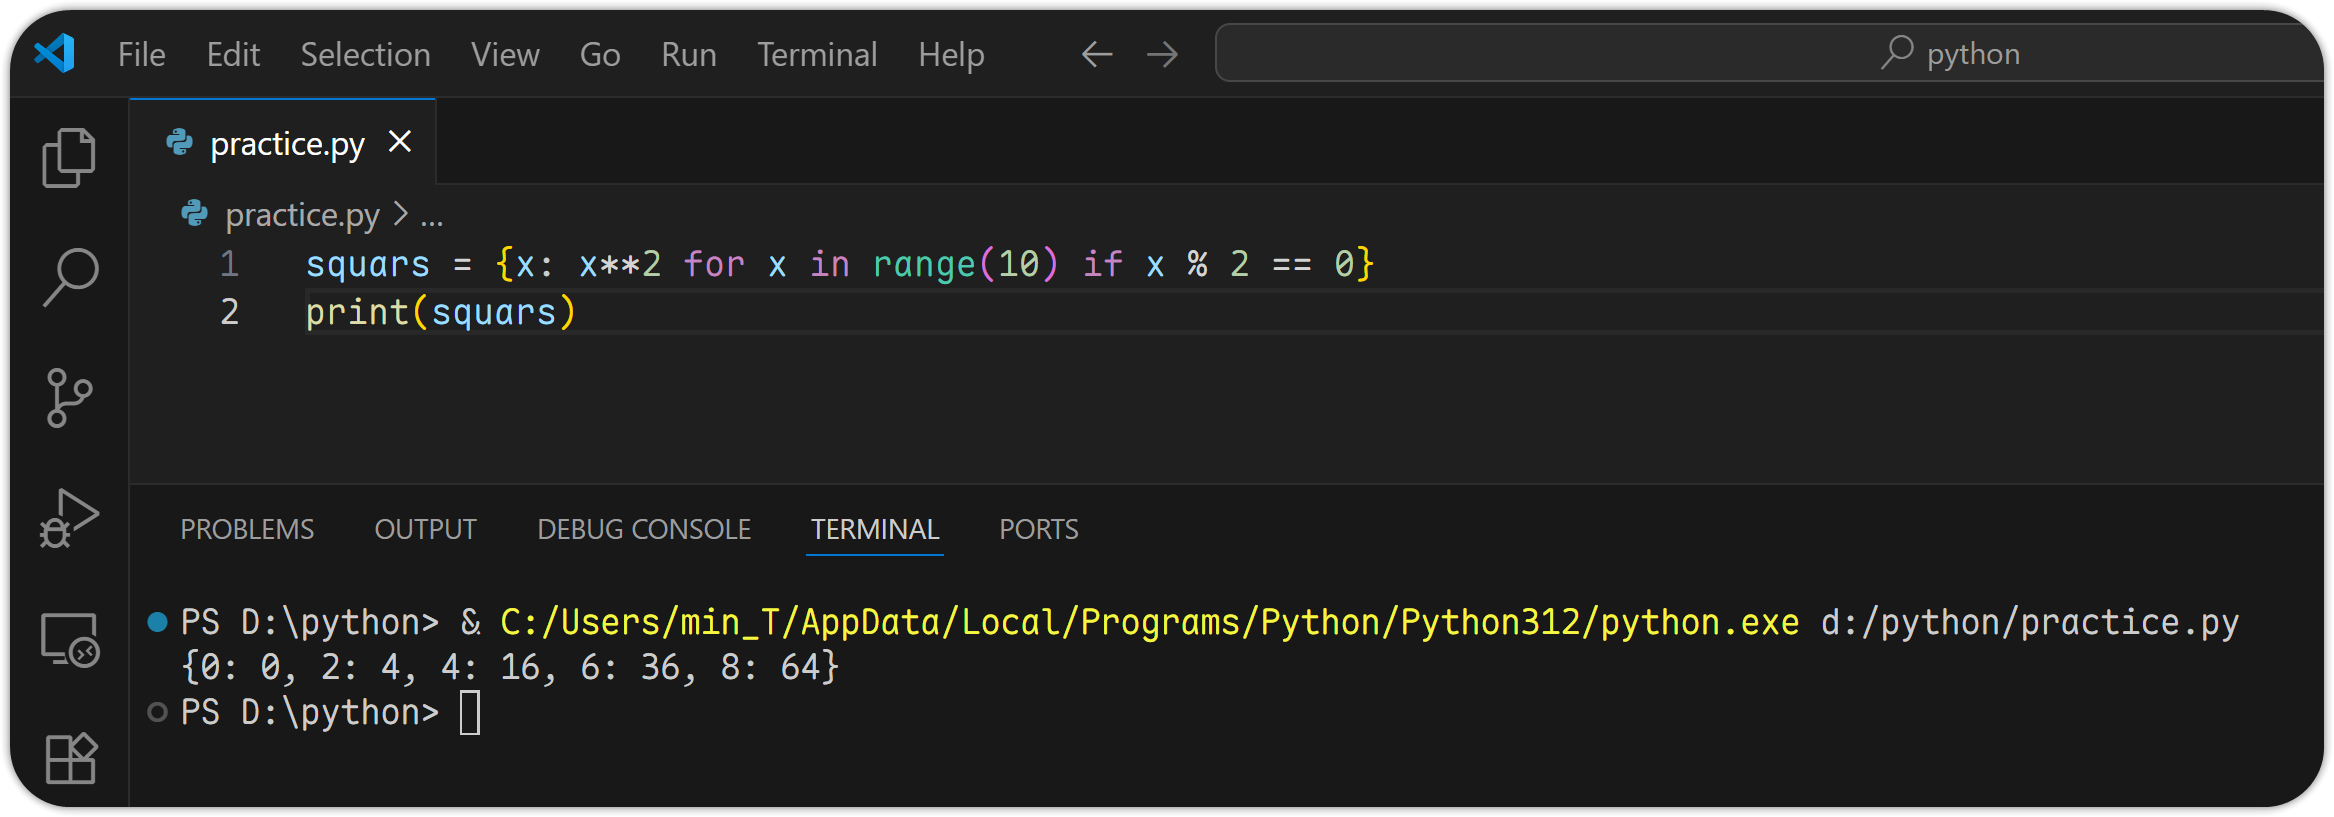 File Edit Selection View Go Run Terminal Help python
practice.py
practice.py > ...
1 squars = {x: x**2 for x in range(10) if x % 2 == 0}
2 print(squars)
PROBLEMS OUTPUT DEBUG CONSOLE TERMINAL PORTS
PS D:\python> & C:/Users/min_T/AppData/Local/Programs/Python/Python312/python.exe d:/python/practice.py
{0: 0, 2: 4, 4: 16, 6: 36, 8: 64}
PS D:\python>